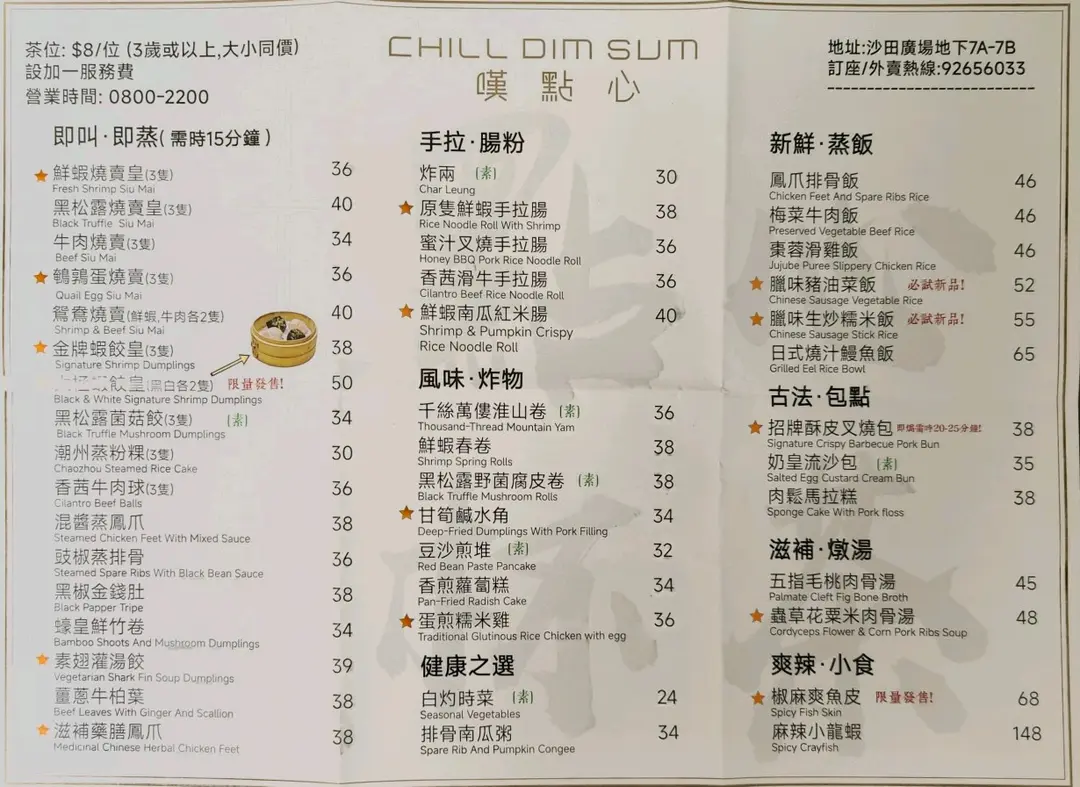 茶位: $8/位 (3歲或以上,大小同價)
設加一服務費
營業時間: 0800-2200
CHILL DIM SUM
嘆 點 心
地址:沙田廣場地下7A-7B
訂座/外賣熱線:92656033
即叫·即蒸(需時15分鐘)
鮮蝦燒賣皇(3隻) 36
Fresh Shrimp Siu Mai
黑松露燒賣皇(3隻) 40
Black Truffle Siu Mai
牛肉燒賣(3隻) 34
Beef Siu Mai
鵪鶉蛋燒賣(3隻) 36
Quail Egg Siu Mai
鴛鴦燒賣(鮮蝦,牛肉各2隻) 40
Shrimp & Beef Siu Mai
金牌蝦餃皇(3隻) 38
Signature Shrimp Dumplings
蝦餃皇(黑白各2隻) 限量發售! 50
Black & White Signature Shrimp Dumplings
黑松露菌菇餃(3隻) (素) 34
Black Truffle Mushroom Dumplings
潮州蒸粉粿(3隻) 30
Chaozhou Steamed Rice Cake
香茜牛肉球(3隻) 36
Cilantro Beef Balls
混醬蒸鳳爪 38
Steamed Chicken Feet With Mixed Sauce
豉椒蒸排骨 36
Steamed Spare Ribs With Black Bean Sauce
黑椒金錢肚 38
Black Papper Tripe
蠔皇鮮竹卷 34
Bamboo Shoots And Mushroom Dumplings
素翅灌湯餃 39
Vegetarian Shark Fin Soup Dumplings
薑蔥牛柏葉 38
Beef Leaves With Ginger And Scallion
滋補藥膳鳳爪 38
Medicinal Chinese Herbal Chicken Feet
手拉·腸粉
炸兩 (素) 30
Char Leung
原隻鮮蝦手拉腸 38
Rice Noodle Roll With Shrimp
蜜汁叉燒手拉腸 36
Honey BBQ Pork Rice Noodle Roll
香茜滑牛手拉腸 36
Cilantro Beef Rice Noodle Roll
鮮蝦南瓜紅米腸 40
Shrimp & Pumpkin Crispy
Rice Noodle Roll
風味·炸物
千絲萬僂淮山卷 (素) 36
Thousand-Thread Mountain Yam
鮮蝦春卷 38
Shrimp Spring Rolls
黑松露野菌腐皮卷 (素) 38
Black Truffle Mushroom Rolls
甘筍鹹水角 34
Deep-Fried Dumplings With Pork Filling
豆沙煎堆 (素) 32
Red Bean Paste Pancake
香煎蘿蔔糕 34
Pan-Fried Radish Cake
蛋煎糯米雞 36
Traditional Glutinous Rice Chicken with egg
健康之選
白灼時菜 (素) 24
Seasonal Vegetables
排骨南瓜粥 34
Spare Rib And Pumpkin Congee
新鮮·蒸飯
鳳爪排骨飯 46
Chicken Feet And Spare Ribs Rice
梅菜牛肉飯 46
Preserved Vegetable Beef Rice
棗蓉滑雞飯 46
Jujube Puree Slippery Chicken Rice
臘味豬油菜飯 必試新品! 52
Chinese Sausage Vegetable Rice
臘味生炒糯米飯 必試新品! 55
Chinese Sausage Stick Rice
日式燒汁鰻魚飯 65
Grilled Eel Rice Bowl
古法·包點
招牌酥皮叉燒包 即焗需時20-25分鐘! 38
Signature Crispy Barbecue Pork Bun
奶皇流沙包 (素) 35
Salted Egg Custard Cream Bun
肉鬆馬拉糕 38
Sponge Cake With Pork floss
滋補·燉湯
五指毛桃肉骨湯 45
Palmate Cleft Fig Bone Broth
蟲草花粟米肉骨湯 48
Cordyceps Flower & Corn Pork Ribs Soup
爽辣·小食
椒麻爽魚皮 限量發售! 68
Spicy Fish Skin
麻辣小龍蝦 148
Spicy Crayfish